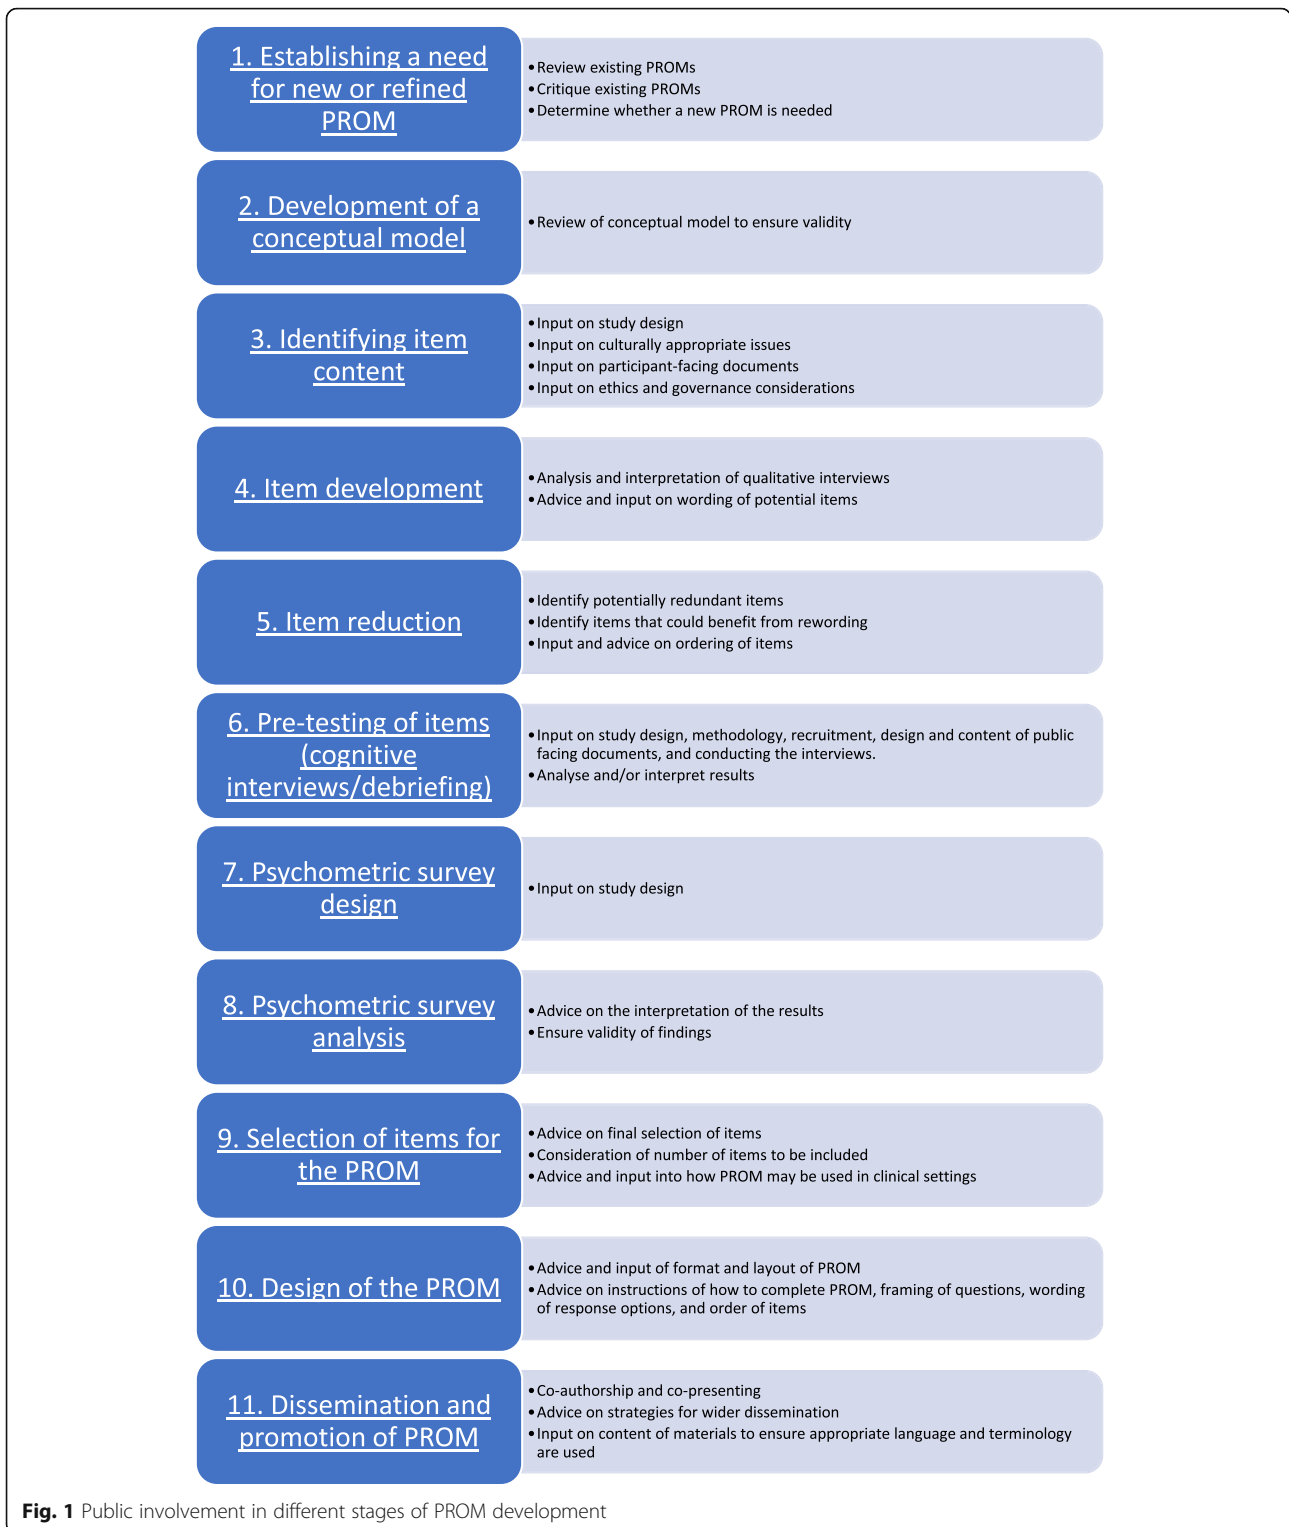 1. Establishing a need
for new or refined
PROM
•Review existing PROMs
•Critique existing PROMs
•Determine whether a new PROM is needed
2. Development of a
conceptual model
•Review of conceptual model to ensure validity
3. Identifying item
content
•Input on study design
•Input on culturally appropriate issues
•Input on participant-facing documents
•Input on ethics and governance considerations
4. Item development
•Analysis and interpretation of qualitative interviews
•Advice and input on wording of potential items
5. Item reduction
•Identify potentially redundant items
•Identify items that could benefit from rewording
•Input and advice on ordering of items
6. Pre-testing of items
(cognitive
interviews/debriefing)
•Input on study design, methodology, recruitment, design and content of public
facing documents, and conducting the interviews.
•Analyse and/or interpret results
7. Psychometric survey
design
•Input on study design
8. Psychometric survey
analysis
•Advice on the interpretation of the results
•Ensure validity of findings
9. Selection of items for
the PROM
•Advice on final selection of items
•Consideration of number of items to be included
•Advice and input into how PROM may be used in clinical settings
10. Design of the PROM
•Advice and input of format and layout of PROM
•Advice on instructions of how to complete PROM, framing of questions, wording
of response options, and order of items
11. Dissemination and
promotion of PROM
•Co-authorship and co-presenting
•Advice on strategies for wider dissemination
•Input on content of materials to ensure appropriate language and terminology
are used
Fig. 1 Public involvement in different stages of PROM development